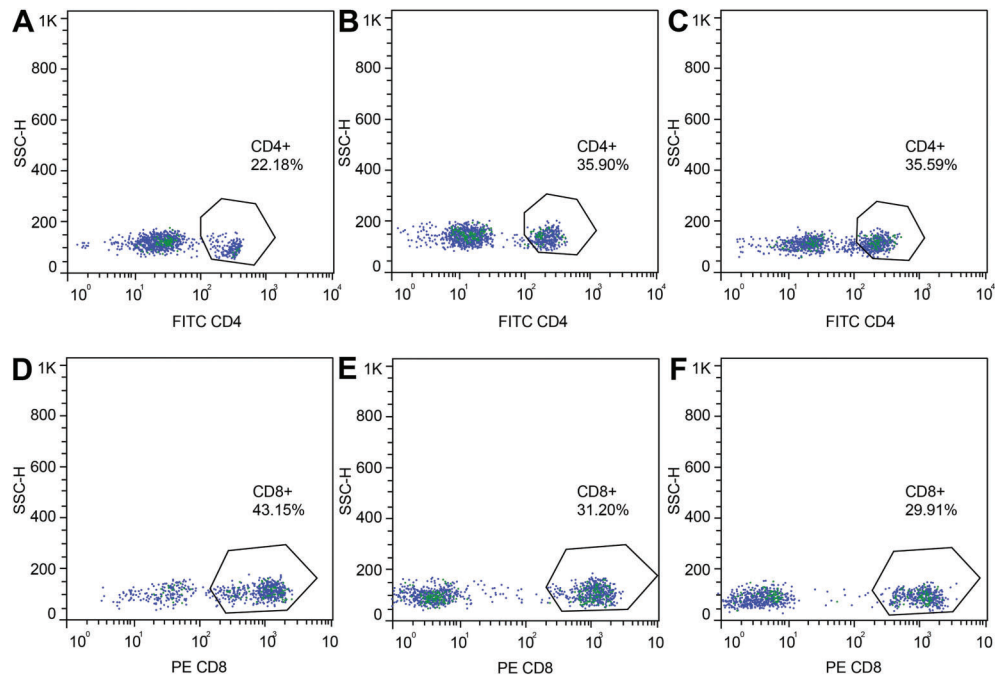 A
1K
800
600
400
200
0
SSC-H
CD4+
22.18%
10⁰ 10¹ 10² 10³ 10⁴
FITC CD4
B
1K
800
600
400
200
0
SSC-H
CD4+
35.90%
10⁰ 10¹ 10² 10³ 10⁴
FITC CD4
C
1K
800
600
400
200
0
SSC-H
CD4+
35.59%
10⁰ 10¹ 10² 10³ 10⁴
FITC CD4
D
1K
800
600
400
200
0
SSC-H
CD8+
43.15%
10⁰ 10¹ 10² 10³ 10
PE CD8
E
1K
800
600
400
200
0
SSC-H
CD8+
31.20%
10⁰ 10¹ 10² 10³ 10
PE CD8
F
1K
800
600
400
200
0
SSC-H
CD8+
29.91%
10⁰ 10¹ 10² 10³ 10
PE CD8